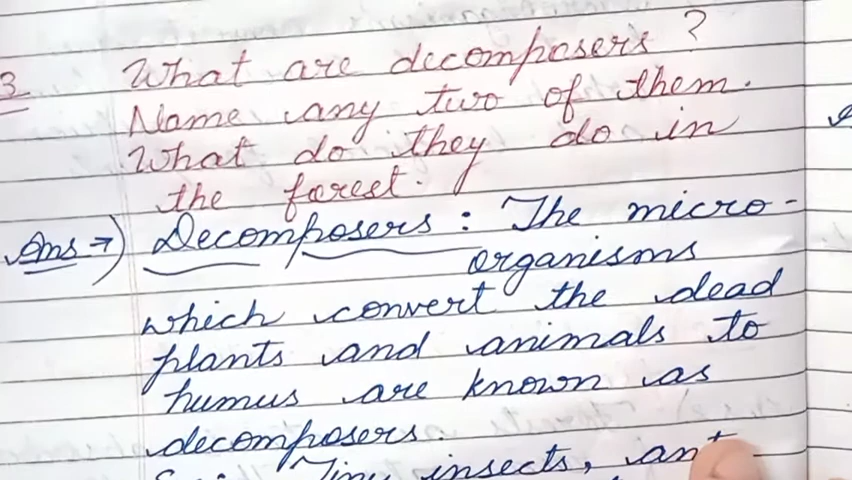 3 What are decomposers ?
Name any two of them.
What do they do in
the forest.
Ans → ) Decomposers : The micro-
organisms
which convert the dead
plants and animals to
humus are known as
decomposers.
Tiny insects,